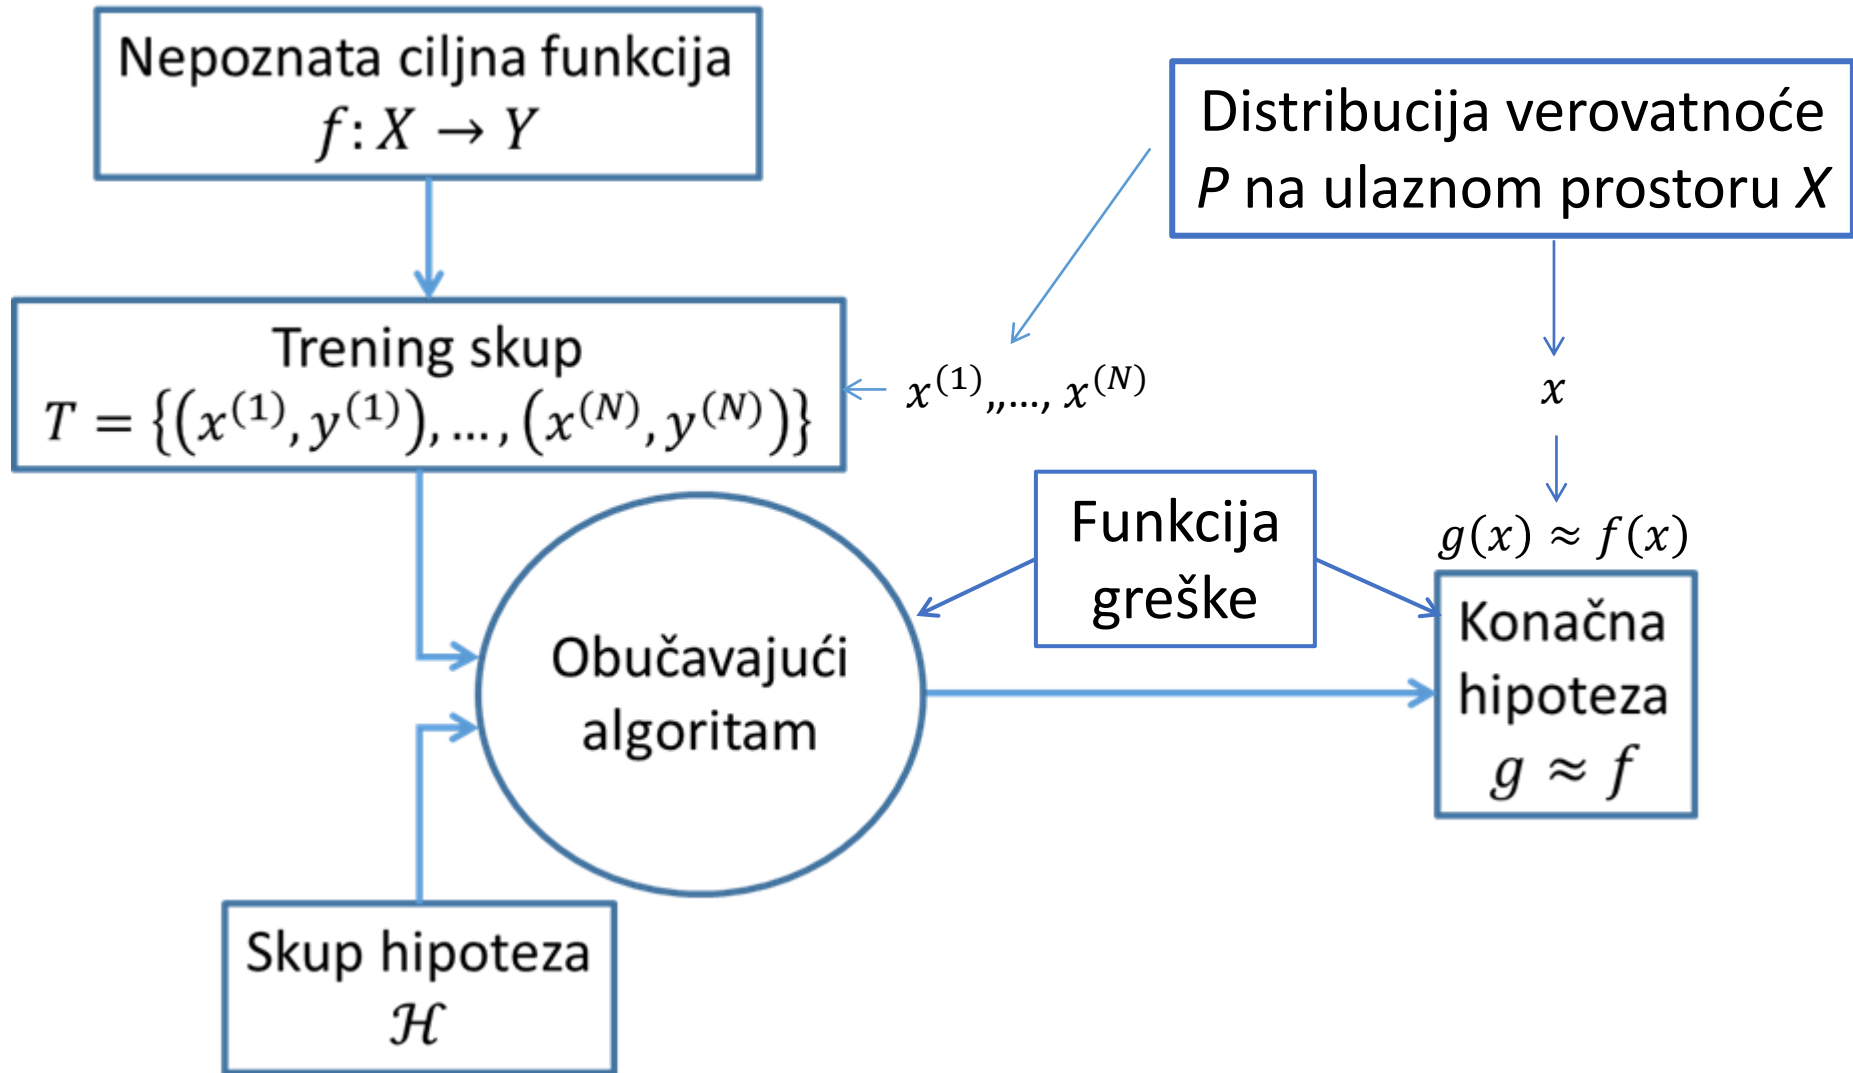 Nepoznata ciljna funkcija
f: X → Y
Distribucija verovatnoće
P na ulaznom prostoru X
Trening skup
T = {(x^(1), y^(1)), … , (x^(N), y^(N))}
x^(1),,…, x^(N)
x
Funkcija
greške
g(x) ≈ f(x)
Konačna
hipoteza
g ≈ f
Obučavajući
algoritam
Skup hipoteza
ℋ